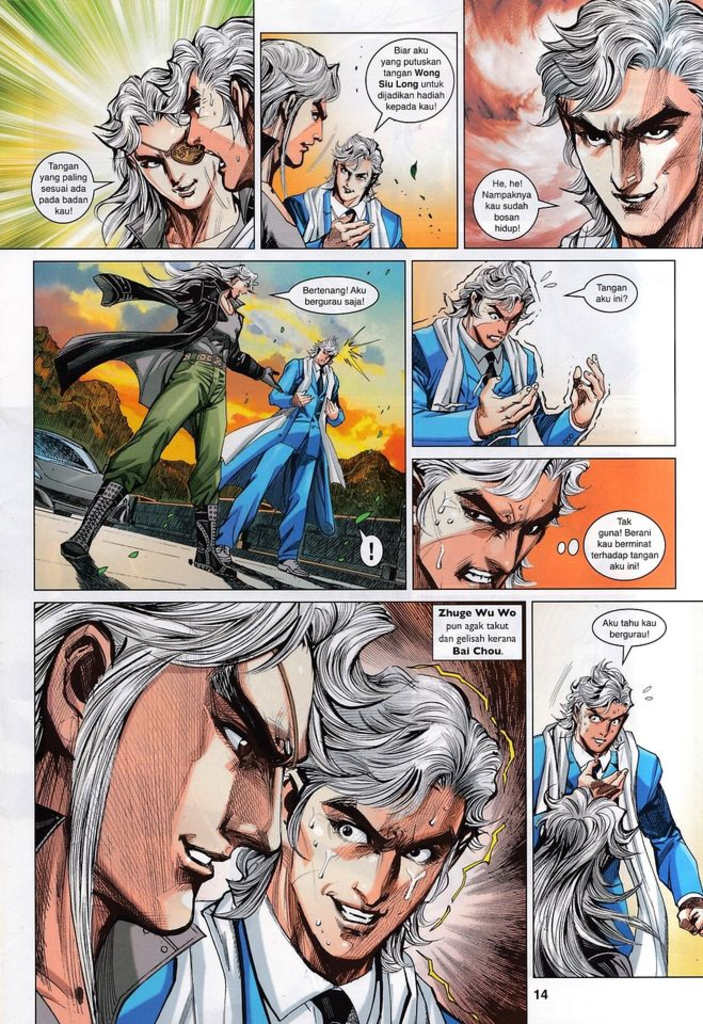 Tangan
yang paling
sesuai ada
pada badan
kau!
Biar aku
yang putuskan
tangan Wong
Siu Long untuk
dijadikan hadiah
kepada kau!
He, he!
Nampaknya
kau sudah
bosan
hidup!
Bertenang! Aku
bergurau saja!
!
Tangan
aku ini?
Tak
guna! Berani
kau berminat
terhadap tangan
aku ini!
Zhuge Wu Wo
pun agak takut
dan gelisah kerana
Bai Chou.
Aku tahu kau
bergurau!
14